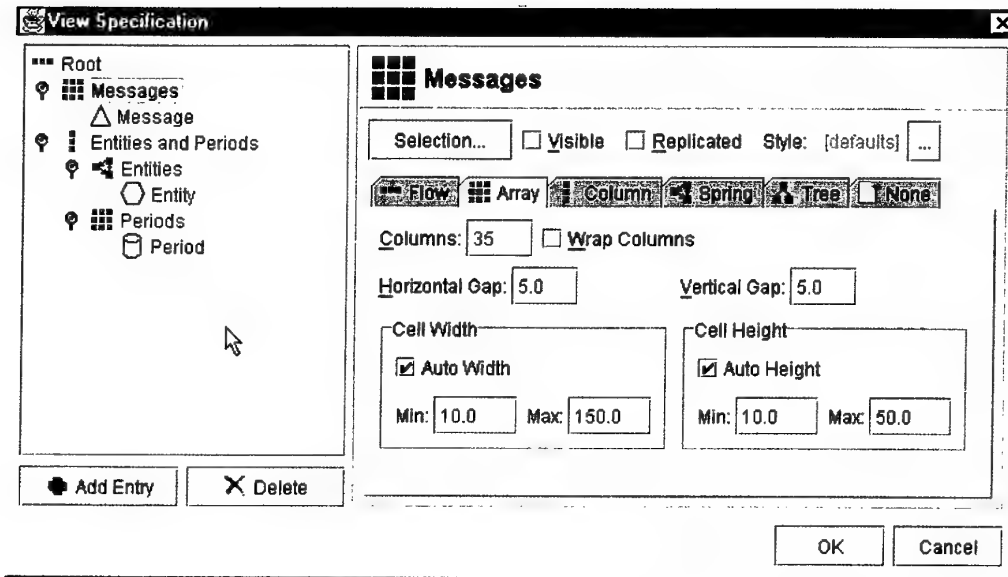 View Specification
Root
Messages
Message
Entities and Periods
Entities
Entity
Periods
Period
Add Entry
Delete
Messages
Selection...
Visible
Replicated
Style: [defaults] ...
Flow
Array
Column
Spring
Tree
None
Columns: 35
Wrap Columns
Horizontal Gap: 5.0
Vertical Gap: 5.0
Cell Width
Auto Width
Min: 10.0 Max: 150.0
Cell Height
Auto Height
Min: 10.0 Max: 50.0
OK
Cancel